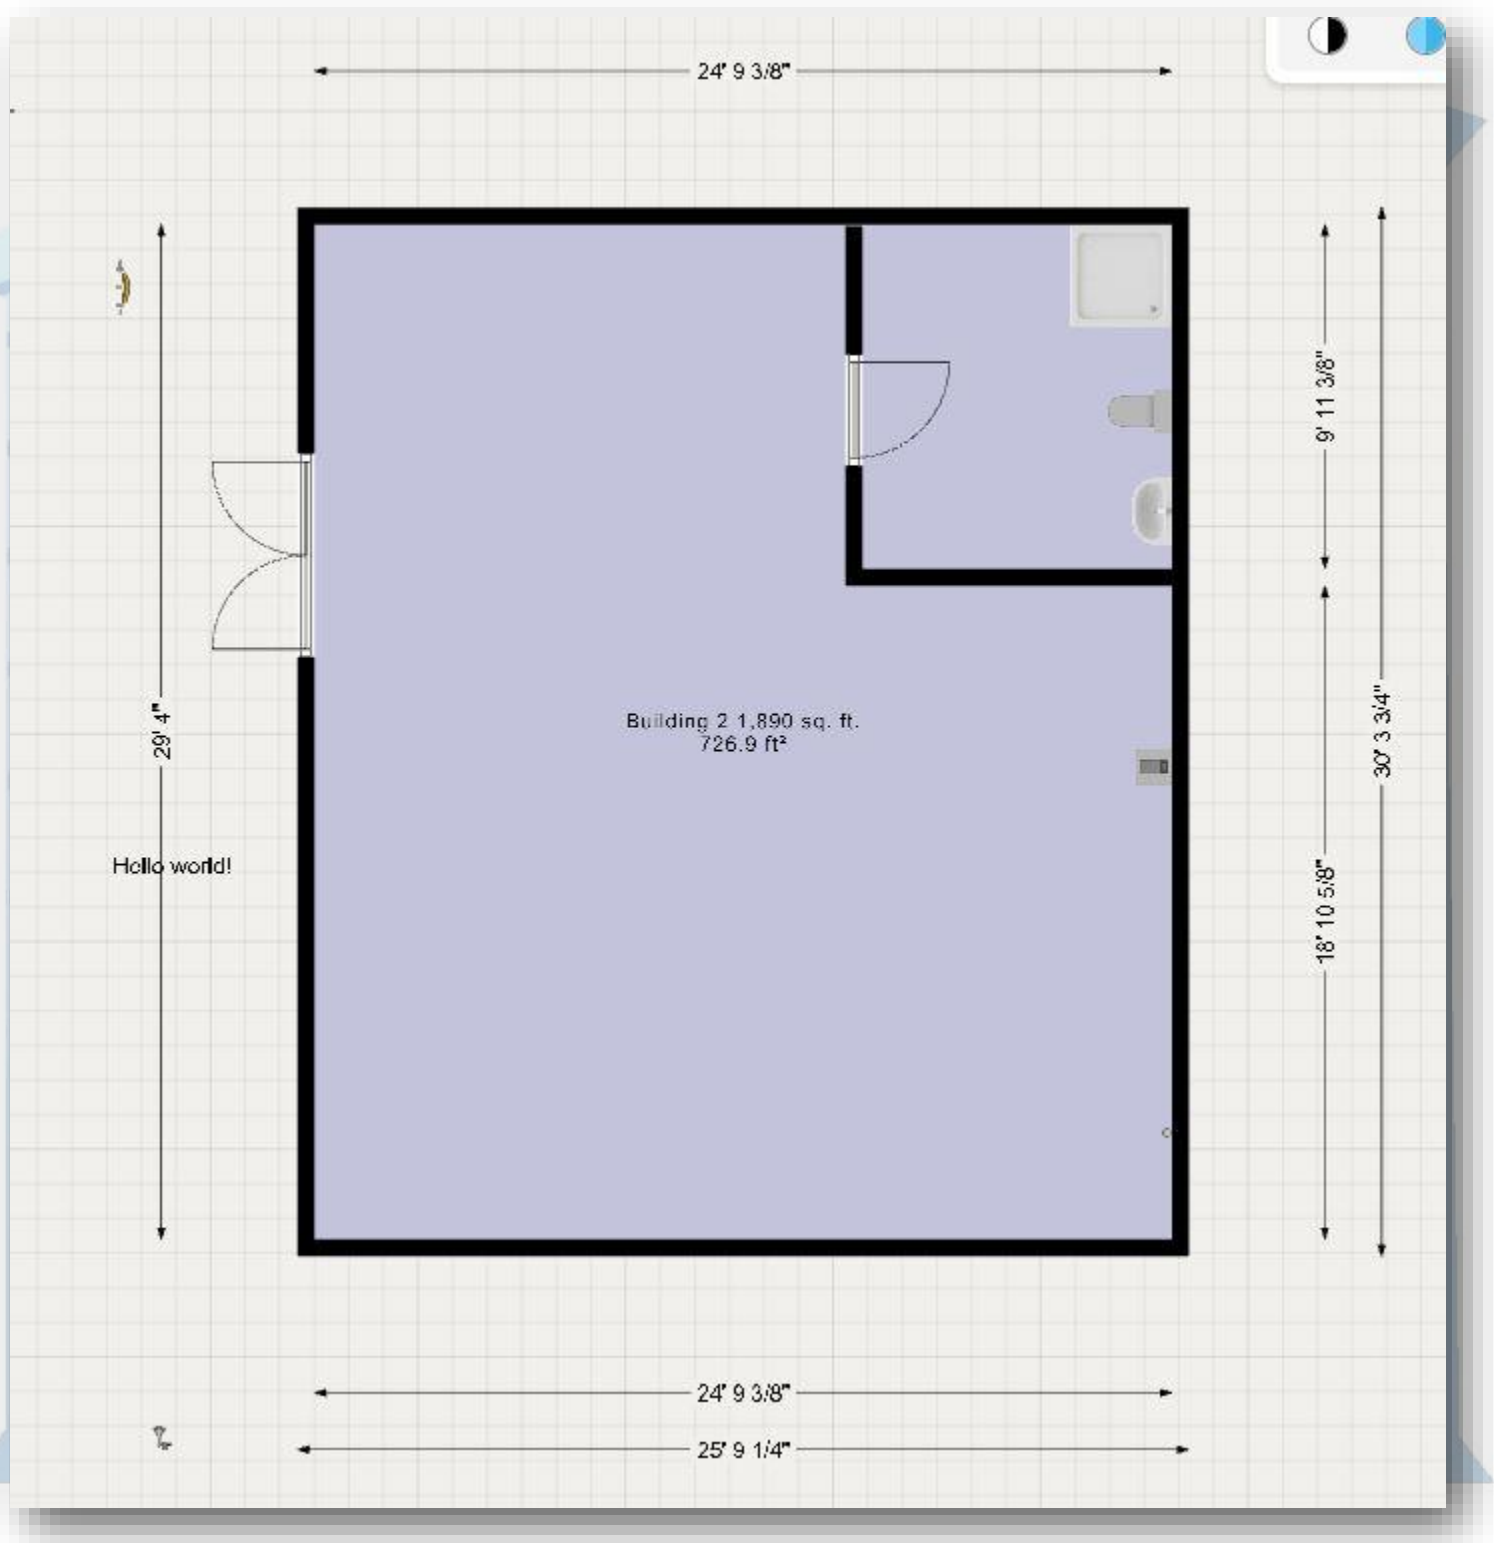 24' 9 3/8"
9' 11 3/8"
29' 4"
Building 2 1,890 sq. ft.
726.9 ft²
30' 3 3/4"
Hello world!
18' 10 5/8"
24' 9 3/8"
25' 9 1/4"